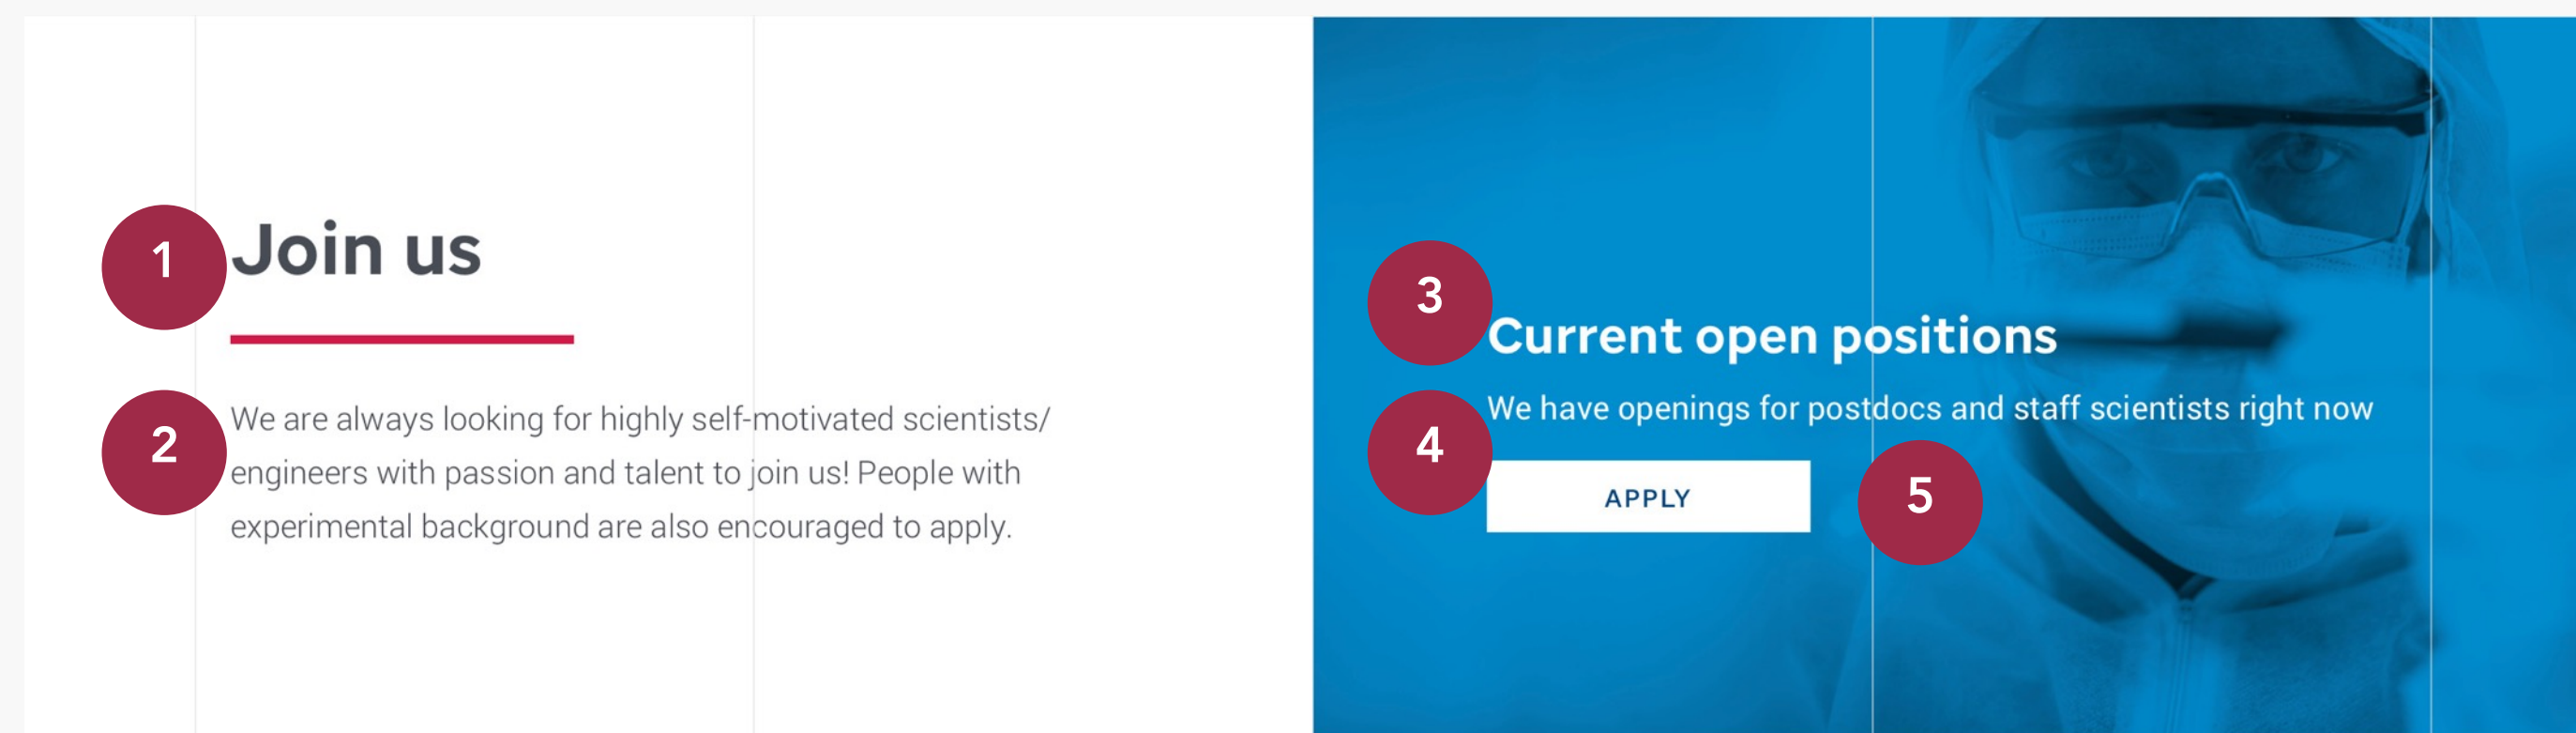 1
Join us
2
We are always looking for highly self-motivated scientists/
engineers with passion and talent to join us! People with
experimental background are also encouraged to apply.
3
Current open positions
4
We have openings for postdocs and staff scientists right now
APPLY
5